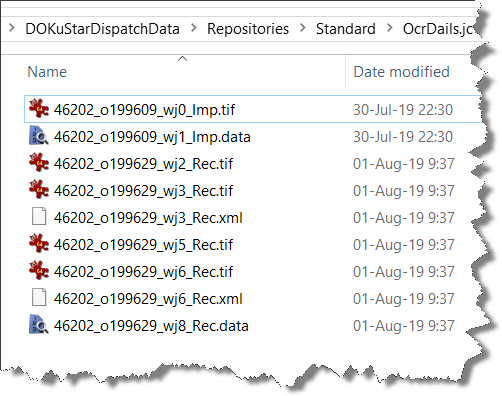 > DOKuStarDispatchData > Repositories > Standard > OcrDails.jc
Name Date modified
46202_o199609_wj0_Imp.tif 30-Jul-19 22:30
46202_o199609_wj1_Imp.data 30-Jul-19 22:30
46202_o199629_wj2_Rec.tif 01-Aug-19 9:37
46202_o199629_wj3_Rec.tif 01-Aug-19 9:37
46202_o199629_wj3_Rec.xml 01-Aug-19 9:37
46202_o199629_wj5_Rec.tif 01-Aug-19 9:37
46202_o199629_wj6_Rec.tif 01-Aug-19 9:37
46202_o199629_wj6_Rec.xml 01-Aug-19 9:37
46202_o199629_wj8_Rec.data 01-Aug-19 9:37